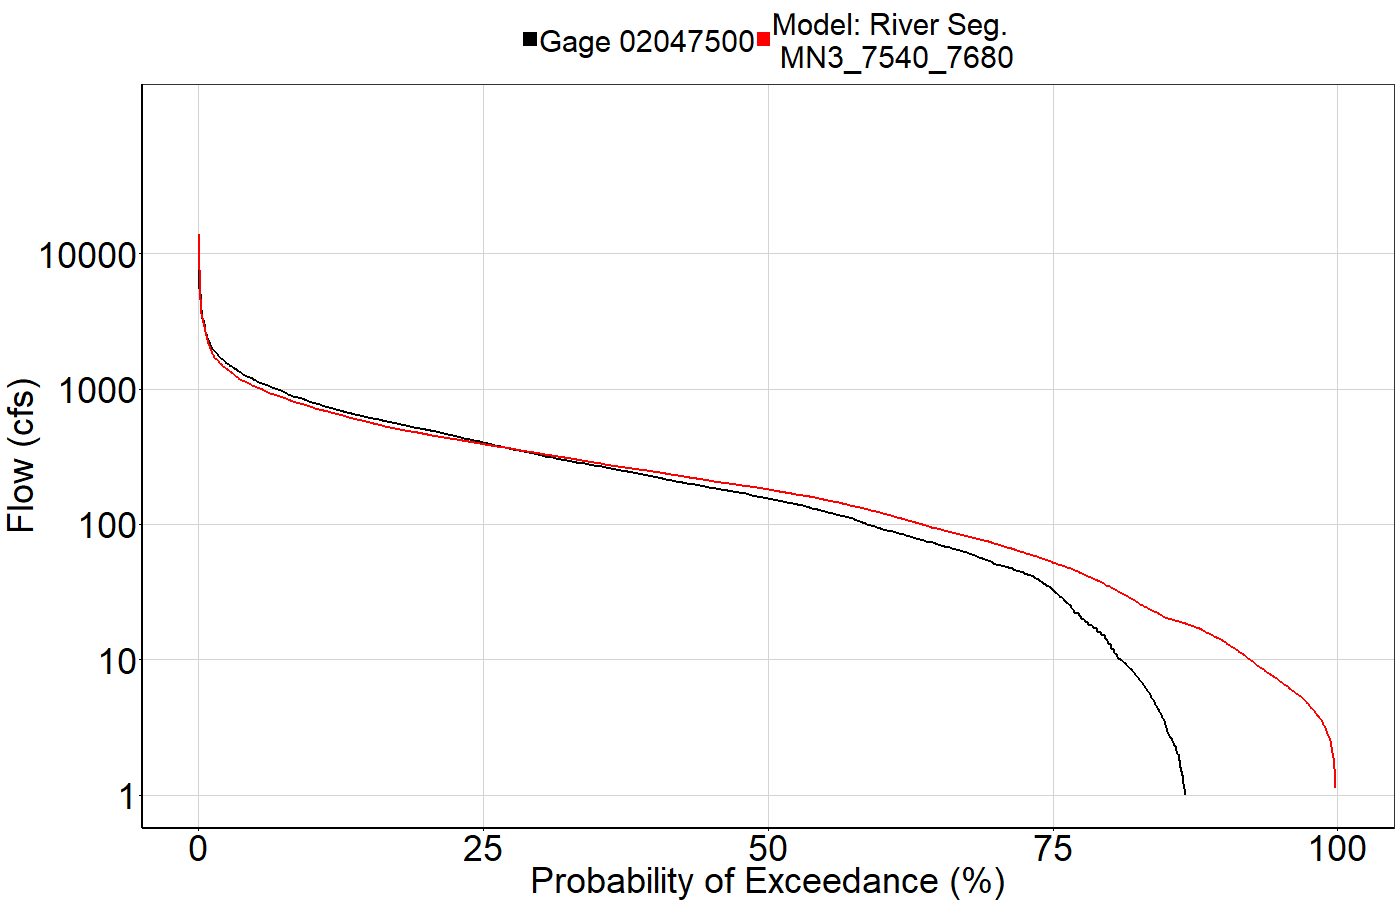 Gage 02047500
Model: River Seg.
MN3_7540_7680
Flow (cfs)
10000
1000
100
10
1
0 25 50 75 100
Probability of Exceedance (%)